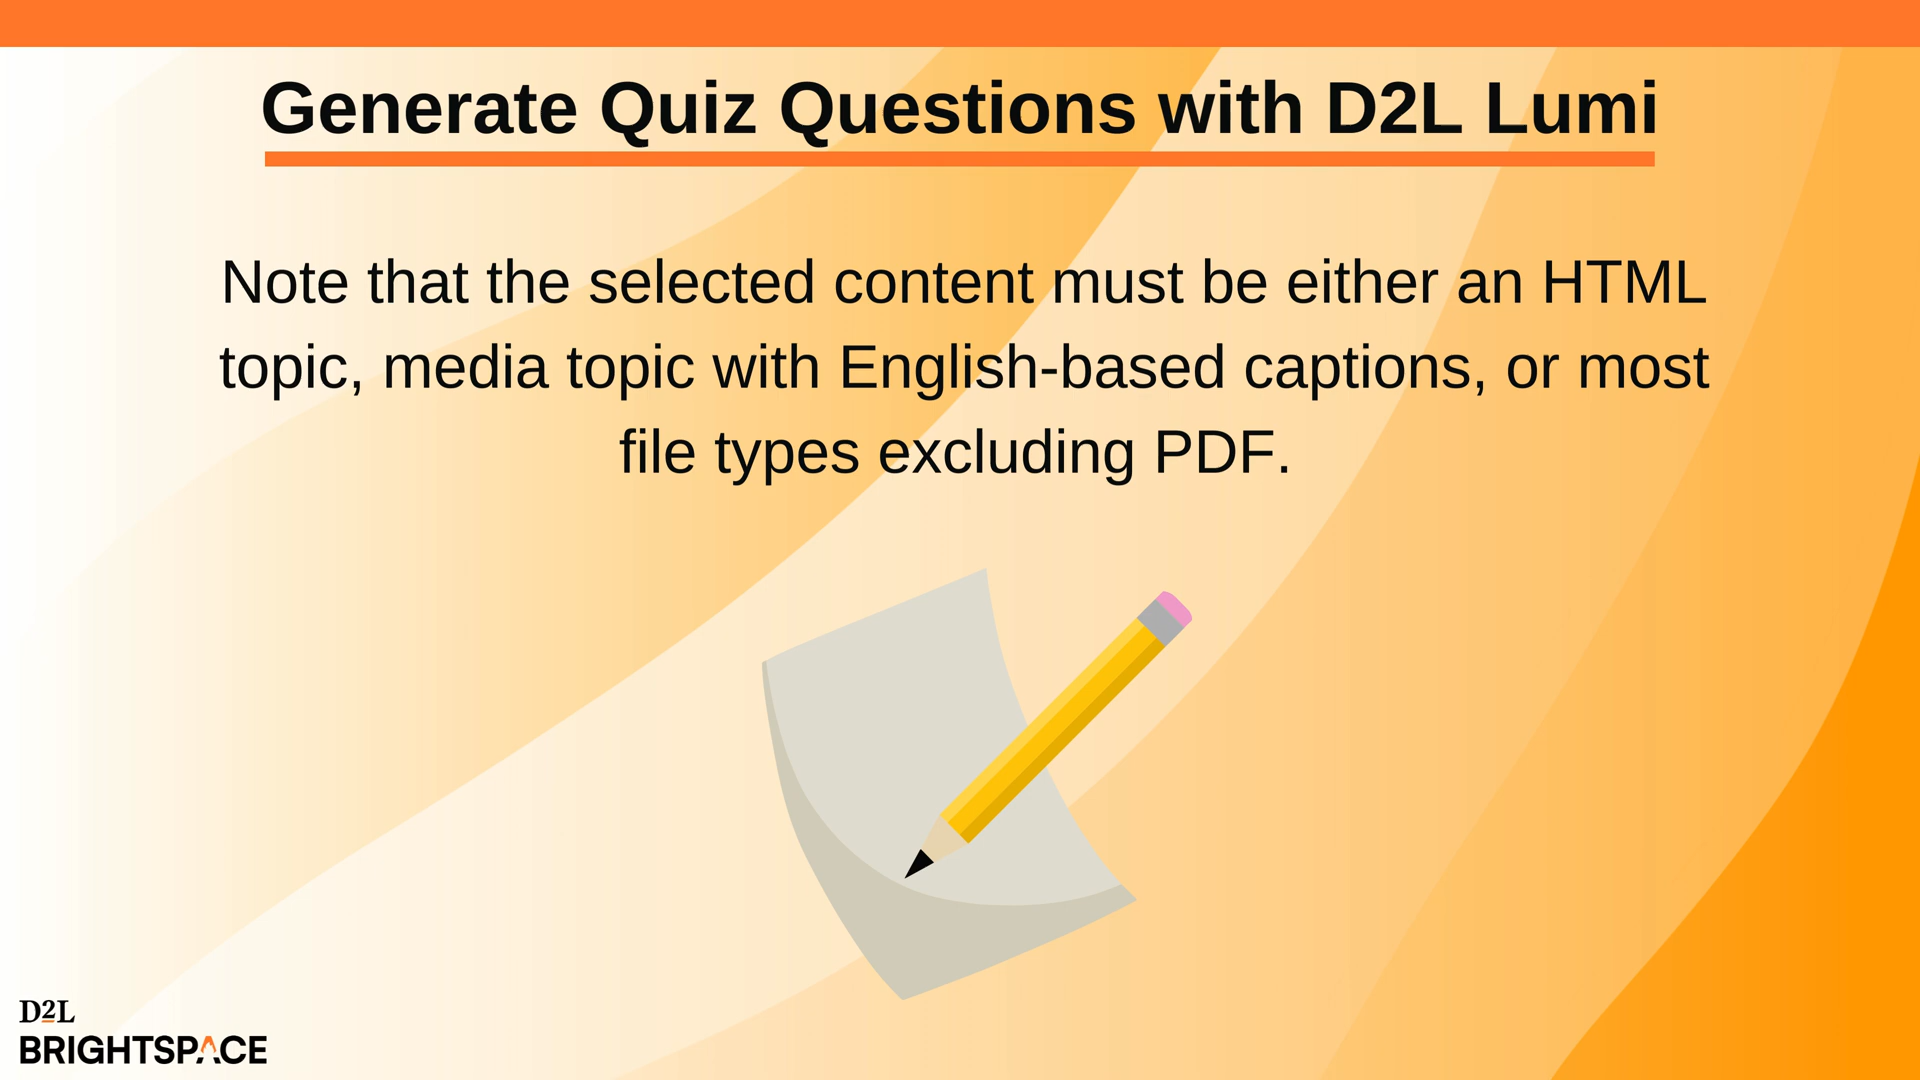 Generate Quiz Questions with D2L Lumi
Note that the selected content must be either an HTML
topic, media topic with English-based captions, or most
file types excluding PDF.
D2L
BRIGHTSPACE